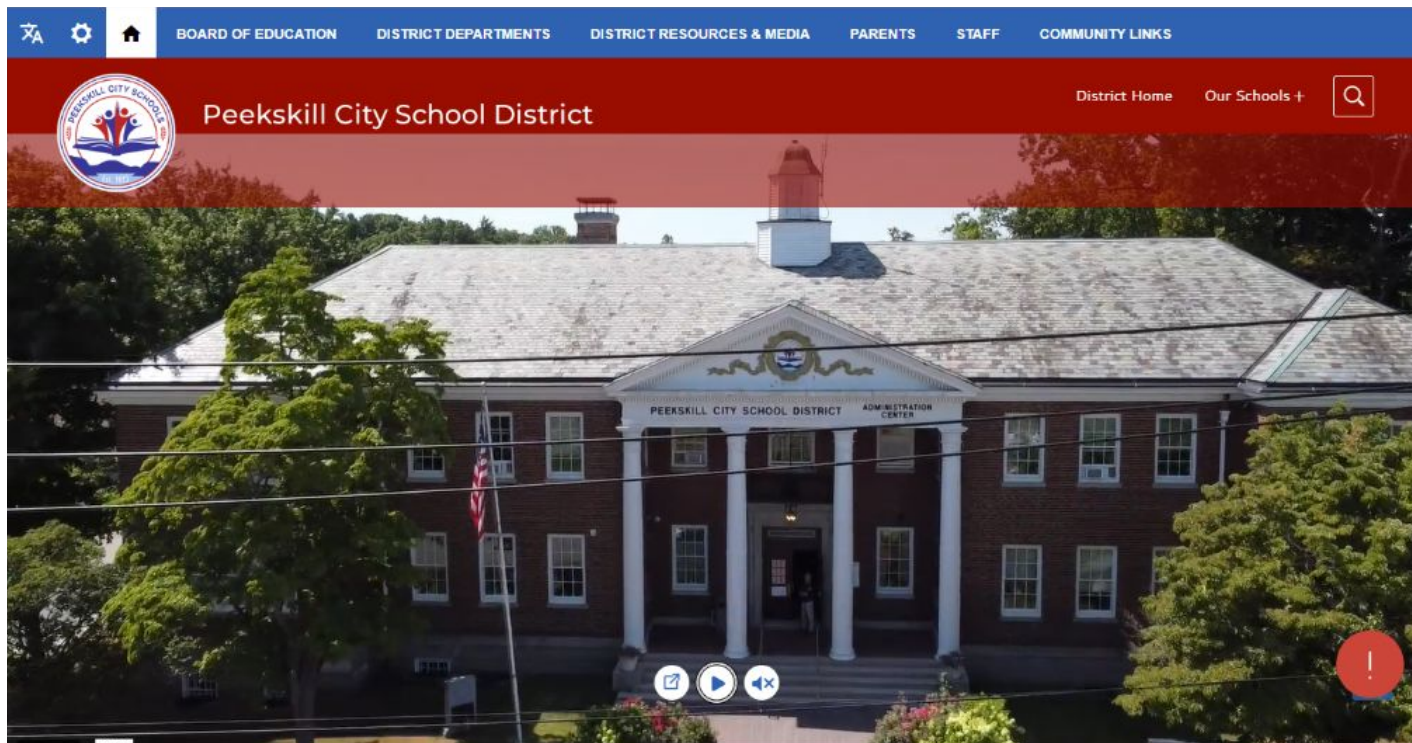 BOARD OF EDUCATION DISTRICT DEPARTMENTS DISTRICT RESOURCES & MEDIA PARENTS STAFF COMMUNITY LINKS
District Home Our Schools +
PEEKSKILL CITY SCHOOLS
Peekskill City School District
PEEKSKILL CITY SCHOOL DISTRICT ADMINISTRATION CENTER
!